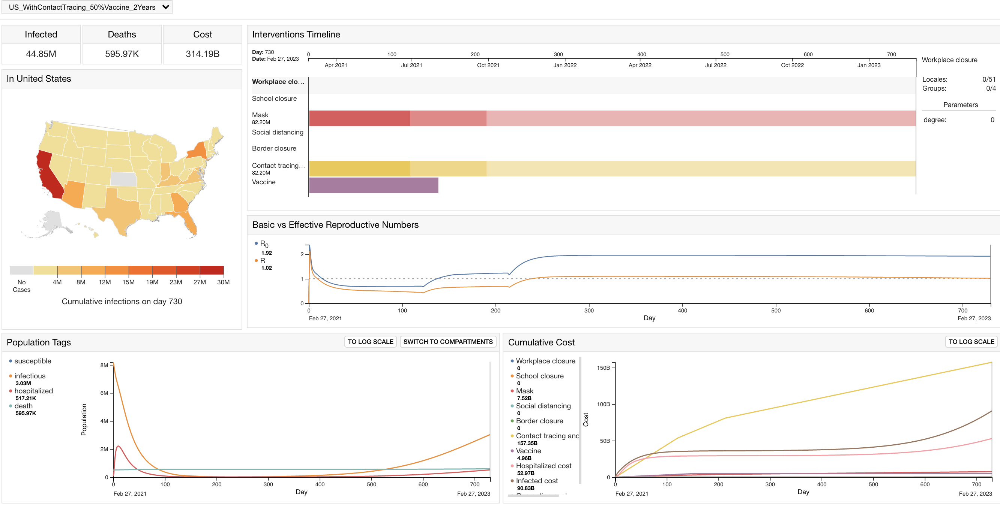 US_WithContactTracing_50%Vaccine_2Years
Infected
44.85M
Deaths
595.97K
Cost
314.19B
In United States
No Cases
4M 8M 12M 15M 19M 23M 27M 30M
Cumulative infections on day 730
Interventions Timeline
Day: 730
Date: Feb 27, 2023
0 100 200 300 400 500 600 700
Apr 2021 Jul 2021 Oct 2021 Jan 2022 Apr 2022 Jul 2022 Oct 2022 Jan 2023
Workplace clo...
School closure
Mask
82.20M
Social distancing
Border closure
Contact tracing...
82.20M
Vaccine
Workplace closure
Locales: 0/51
Groups: 0/4
Parameters
degree: 0
Basic vs Effective Reproductive Numbers
R0
1.92
R
1.02
2
1
0
0 100 200 300 400 500 600 700
Feb 27, 2021 Day Feb 27, 2023
Population Tags
TO LOG SCALE
SWITCH TO COMPARTMENTS
susceptible
infectious
3.03M
hospitalized
517.21K
death
595.97K
Population
8M
6M
4M
2M
0
0 100 200 300 400 500 600 700
Feb 27, 2021 Day Feb 27, 2023
Cumulative Cost
TO LOG SCALE
Workplace closure
0
School closure
0
Mask
7.52B
Social distancing
0
Border closure
0
Contact tracing and
157.35B
Vaccine
4.96B
Hospitalized cost
52.97B
Infected cost
90.83B
Cost
150B
100B
50B
0
0 100 200 300 400 500 600 700
Feb 27, 2021 Day Feb 27, 2023